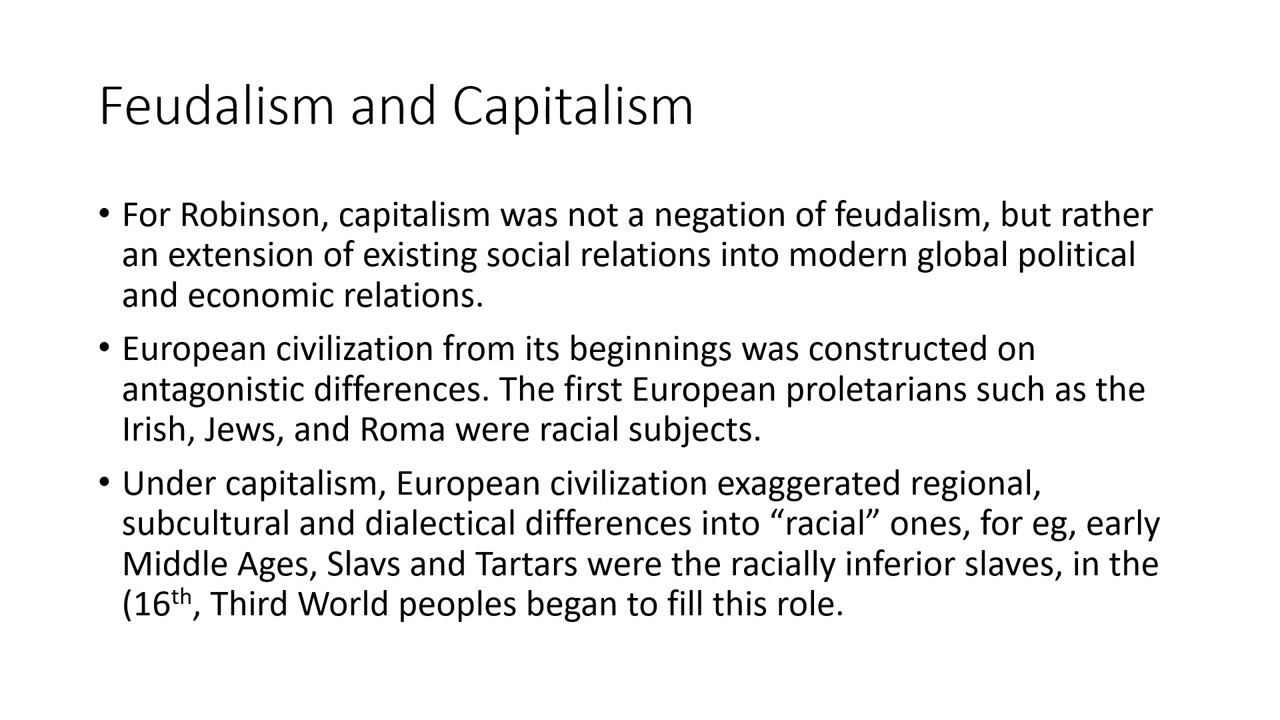 Feudalism and Capitalism
• For Robinson, capitalism was not a negation of feudalism, but rather
an extension of existing social relations into modern global political
and economic relations.
• European civilization from its beginnings was constructed on
antagonistic differences. The first European proletarians such as the
Irish, Jews, and Roma were racial subjects.
• Under capitalism, European civilization exaggerated regional,
subcultural and dialectical differences into “racial” ones, for eg, early
Middle Ages, Slavs and Tartars were the racially inferior slaves, in the
(16th, Third World peoples began to fill this role.